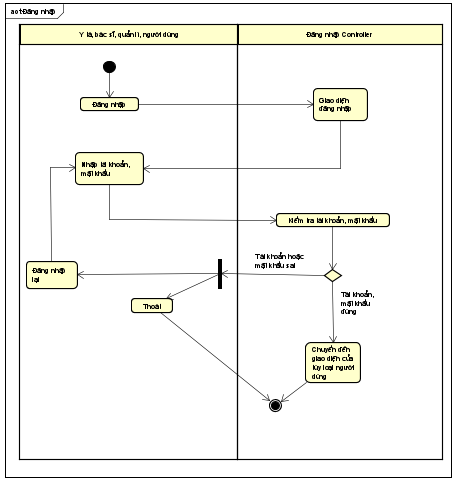 act Đăng nhập
Y tá, bác sĩ, quản lí, người dùng
Đăng nhập Controller
Đăng nhập
Giao diện
đăng nhập
Nhập tài khoản,
mật khẩu
Kiểm tra tài khoản, mật khẩu
Tài khoản hoặc
mật khẩu sai
Đăng nhập
lại
Tài khoản,
mật khẩu
đúng
Thoát
Chuyển đến
giao diện của
tùy loại người
dùng